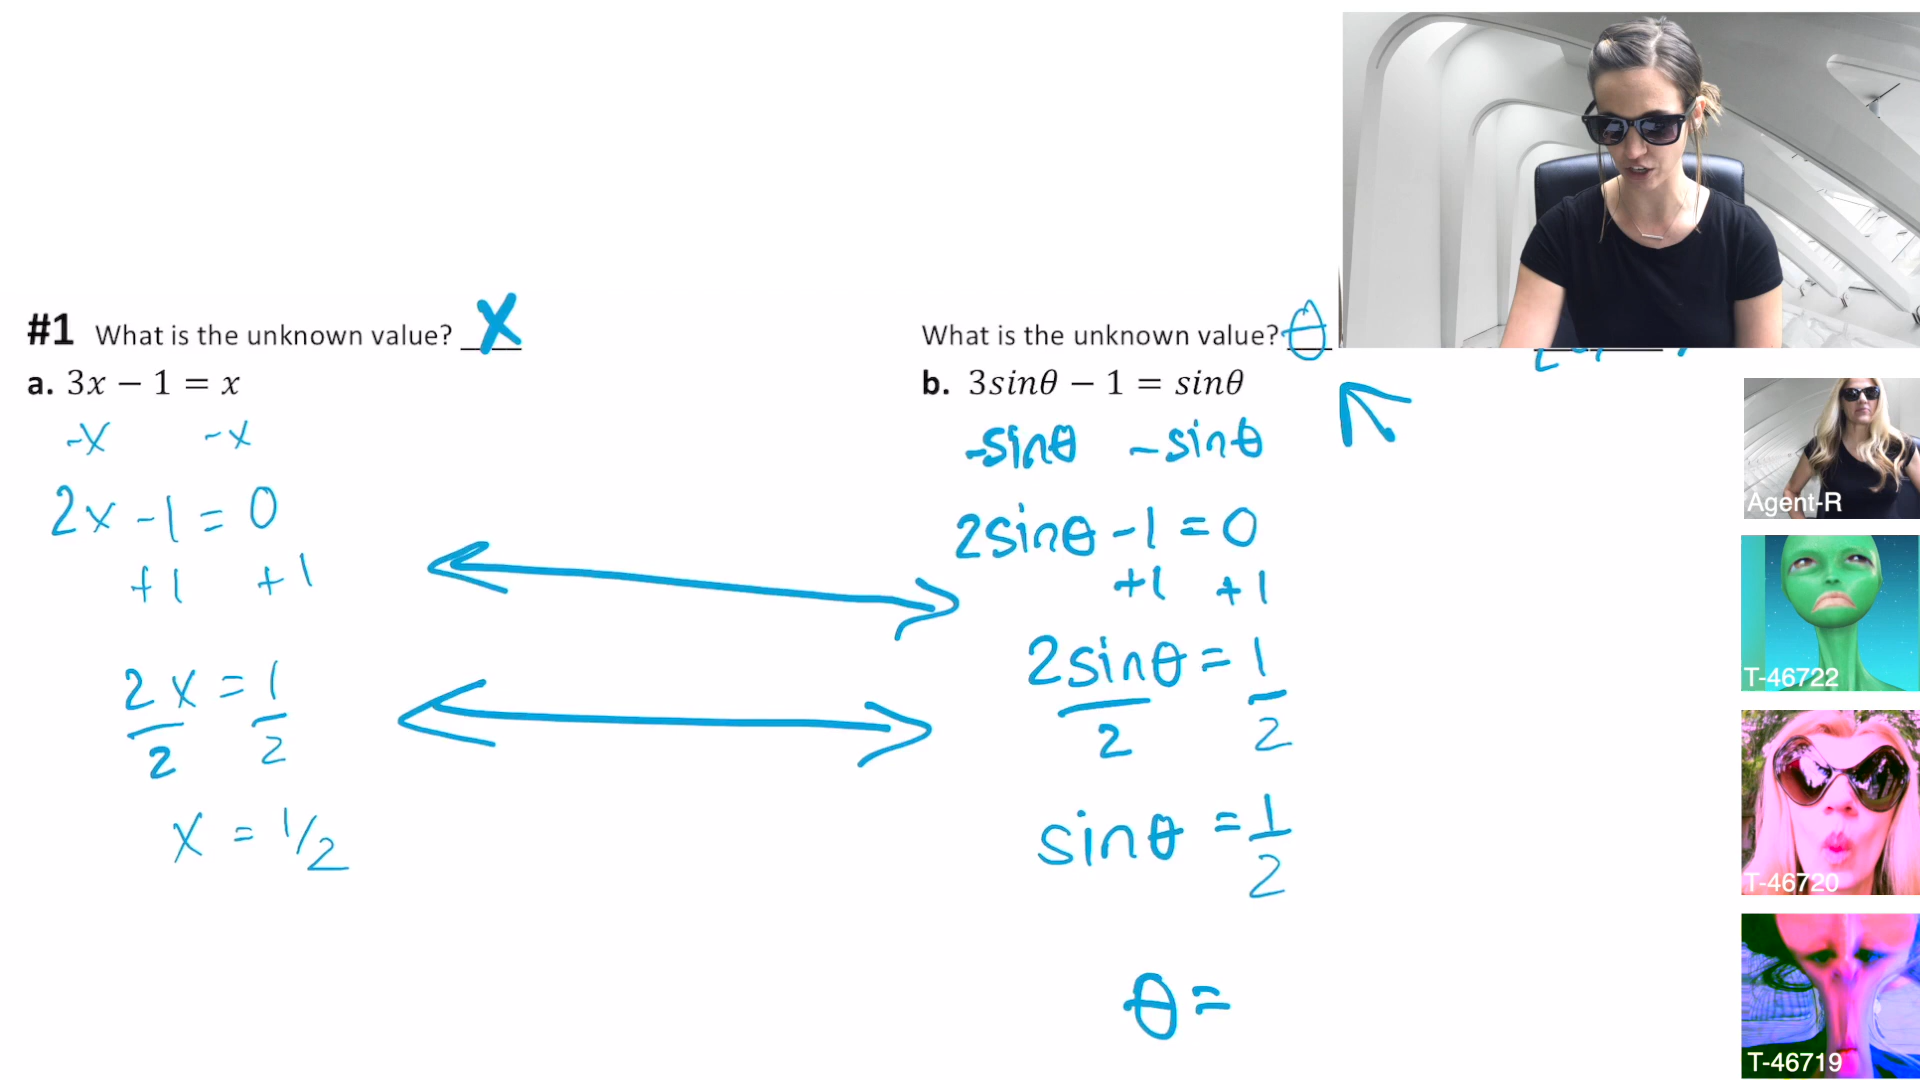 #1 What is the unknown value? x
a. 3x − 1 = x
-x -x
2x - 1 = 0
+1 +1
2x = 1
2 2
x = 1/2
What is the unknown value? θ
b. 3sinθ − 1 = sinθ
-sinθ -sinθ
2sinθ - 1 = 0
+1 +1
2sinθ = 1
2 2
sinθ = 1
2
θ =
Agent-R
T-46722
T-46720
T-46719